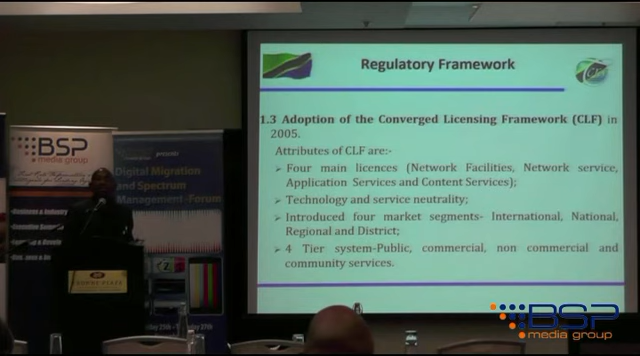 Regulatory Framework
1.3 Adoption of the Converged Licensing Framework (CLF) in
2005.
Attributes of CLF are:-
➢ Four main licences (Network Facilities, Network service,
Application Services and Content Services);
➢ Technology and service neutrality;
➢ Introduced four market segments- International, National,
Regional and District;
➢ 4 Tier system-Public, commercial, non commercial and
community services.
BSP
media group
presents
Digital Migration
and Spectrum
Management -Forum
CROWNE PLAZA
BSP
media group